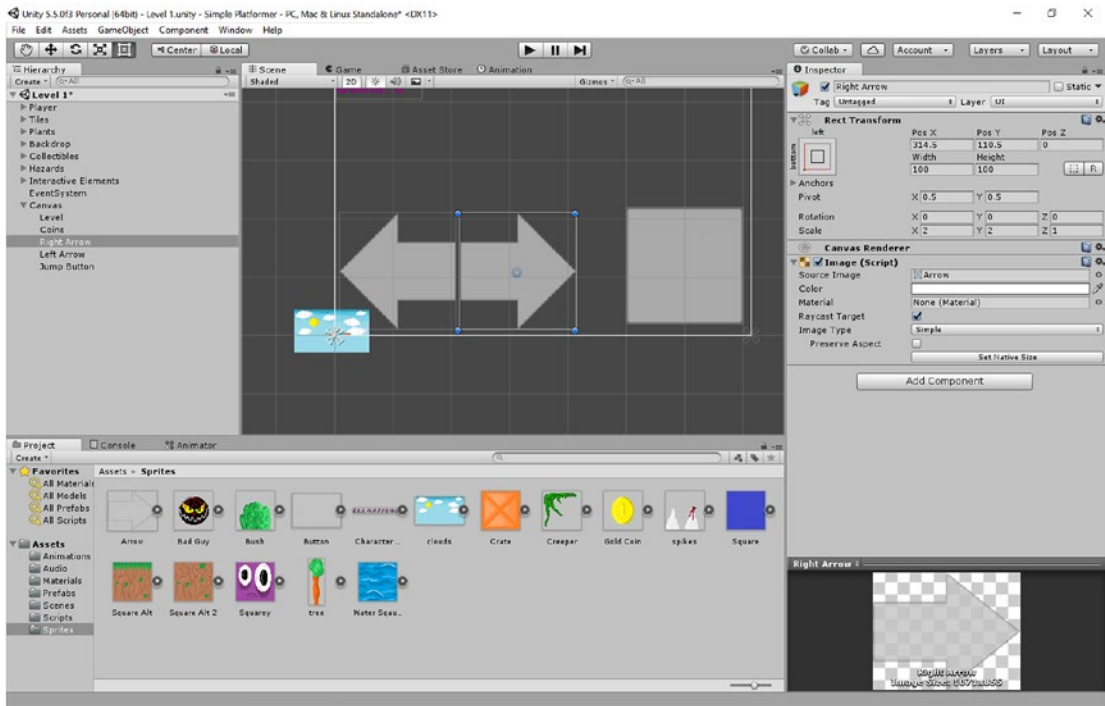 Unity 5.5.0f3 Personal (64bit) - Level 1.unity - Simple Platformer - PC, Mac & Linux Standalone* <DX11>
File Edit Assets GameObject Component Window Help
Center Local Collab Account Layers Layout
Hierarchy
Create All
Level 1*
Player
Tiles
Plants
Backdrop
Collectibles
Hazards
Interactive Elements
EventSystem
Canvas
Level
Coins
Right Arrow
Left Arrow
Jump Button
Scene Game Asset Store Animation
Shaded 2D Gizmos All
Inspector
Right Arrow Static
Tag Untagged Layer UI
Rect Transform
left Pos X Pos Y Pos Z
bottom 314.5 110.5 0
Width Height
100 100 R
Anchors
Pivot X 0.5 Y 0.5
Rotation X 0 Y 0 Z 0
Scale X 2 Y 2 Z 1
Canvas Renderer
Image (Script)
Source Image Arrow
Color
Material None (Material)
Raycast Target
Image Type Simple
Preserve Aspect
Set Native Size
Add Component
Project Console Animator
Create
Favorites
All Materials
All Models
All Prefabs
All Scripts
Assets
Animations
Audio
Materials
Prefabs
Scenes
Scripts
Sprites
Assets Sprites
Arrow Bad Guy Bush Button Character... clouds Crate Creeper Gold Coin spikes Square
Square Alt Square Alt 2 Squarey tree Water Sqau...
Right Arrow
Right Arrow
Image Size: 1071x855